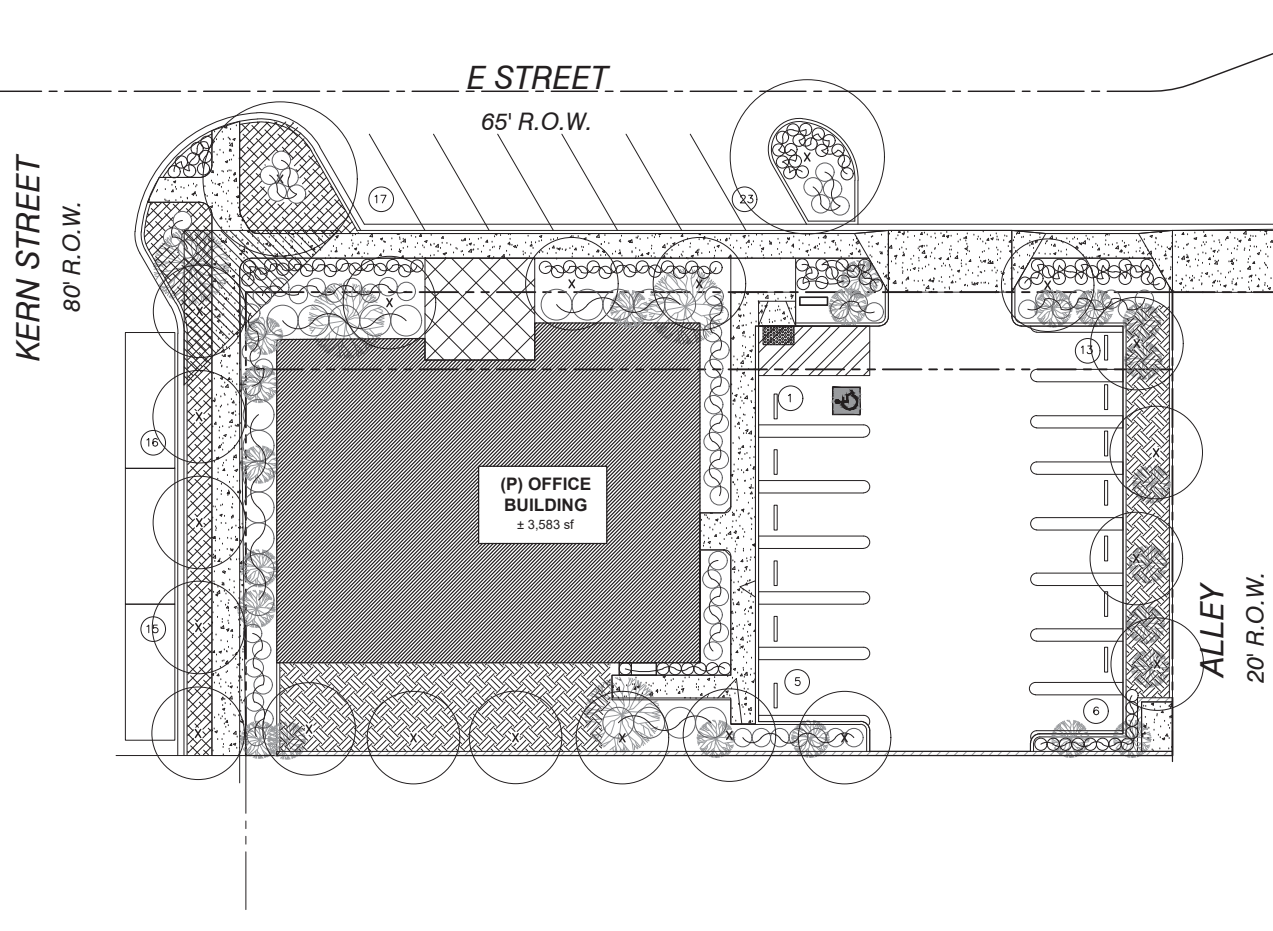 E STREET
65' R.O.W.
KERN STREET
80' R.O.W.
17
23
13
1
16
(P) OFFICE
BUILDING
± 3,583 sf
15
5
6
ALLEY
20' R.O.W.